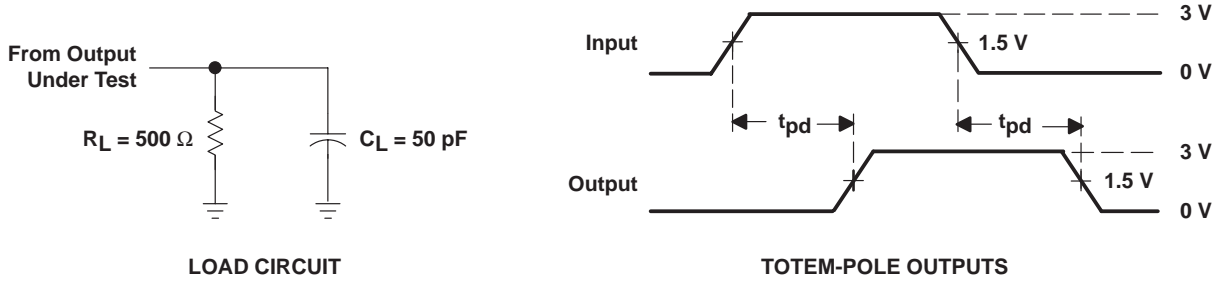 From Output
Under Test
RL = 500 Ω
CL = 50 pF
LOAD CIRCUIT
Input
3 V
1.5 V
0 V
tpd
tpd
Output
3 V
1.5 V
0 V
TOTEM-POLE OUTPUTS